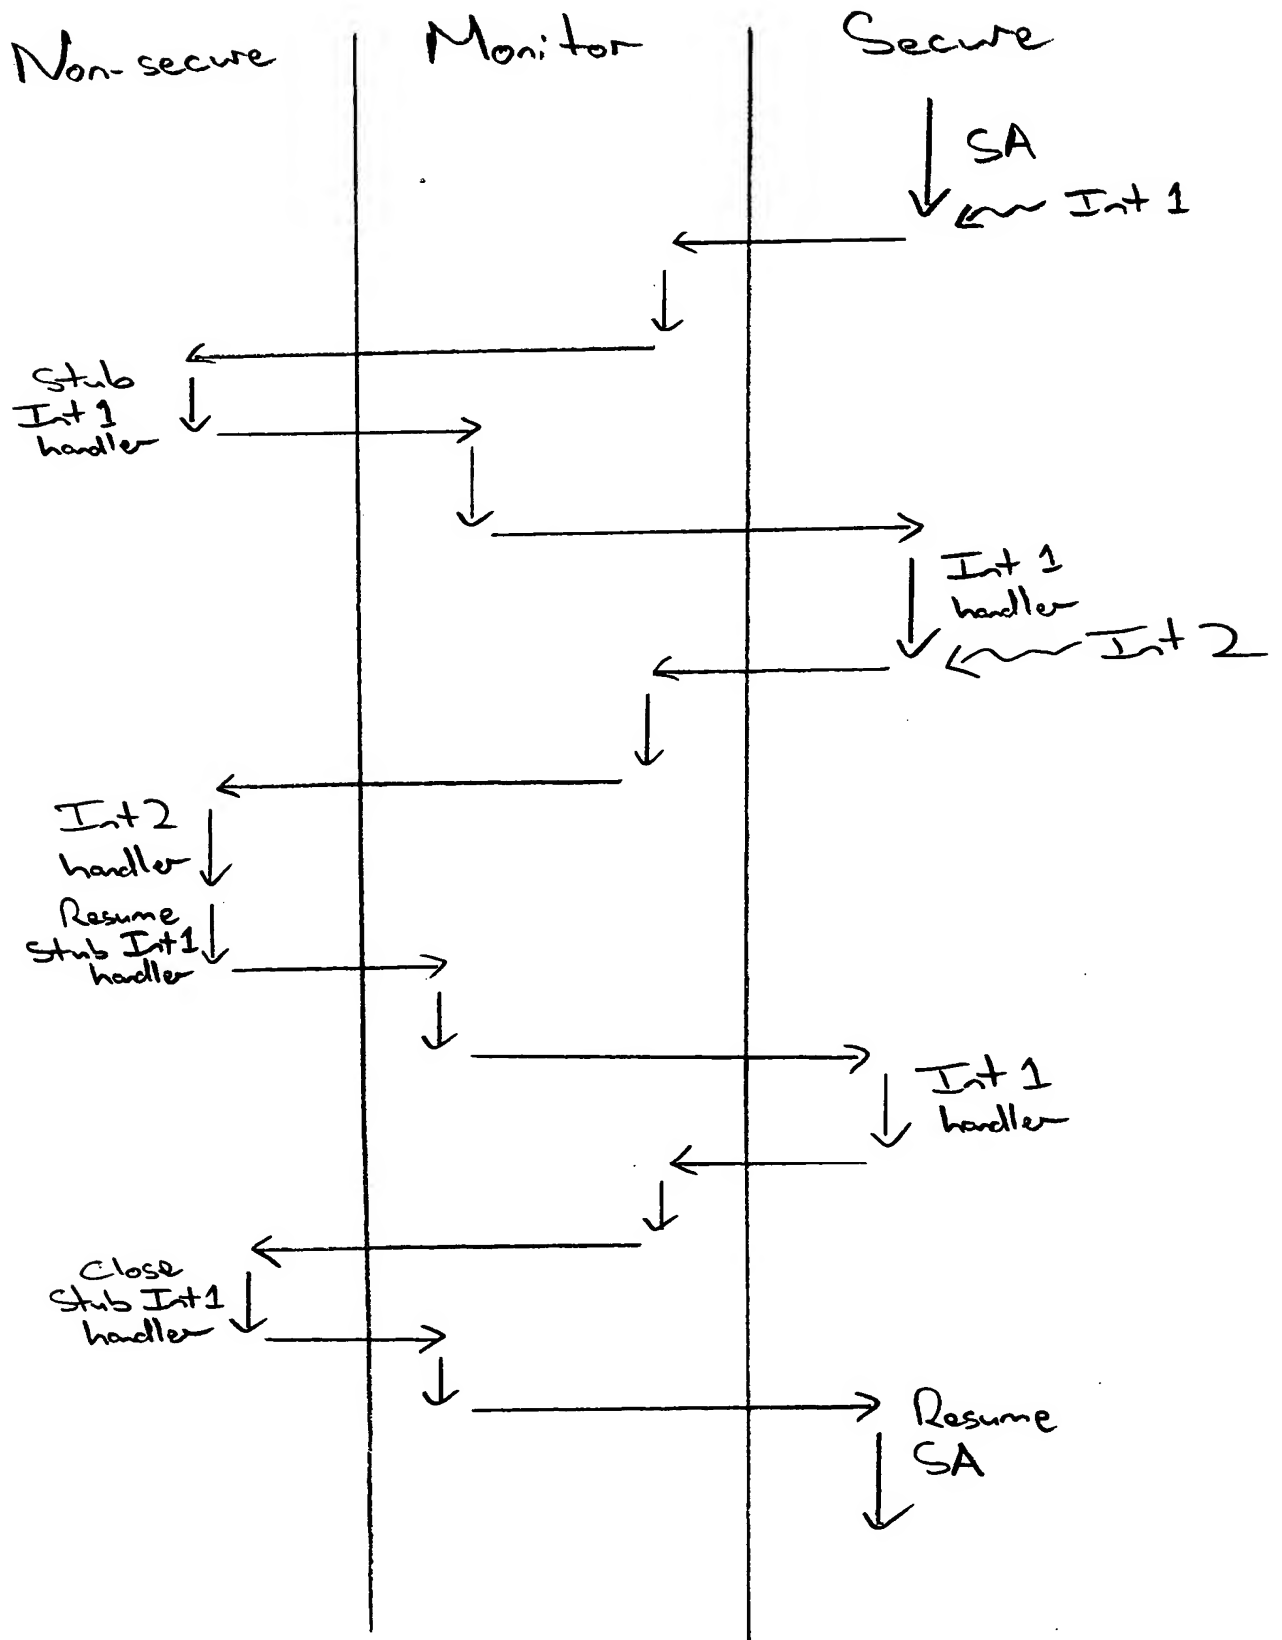 Non-secure
Monitor
Secure
SA
Int 1
Stub
Int 1
handler
Int 1
handler
Int 2
Int 2
handler
Resume
Stub Int 1
handler
Int 1
handler
Close
Stub Int 1
handler
Resume
SA